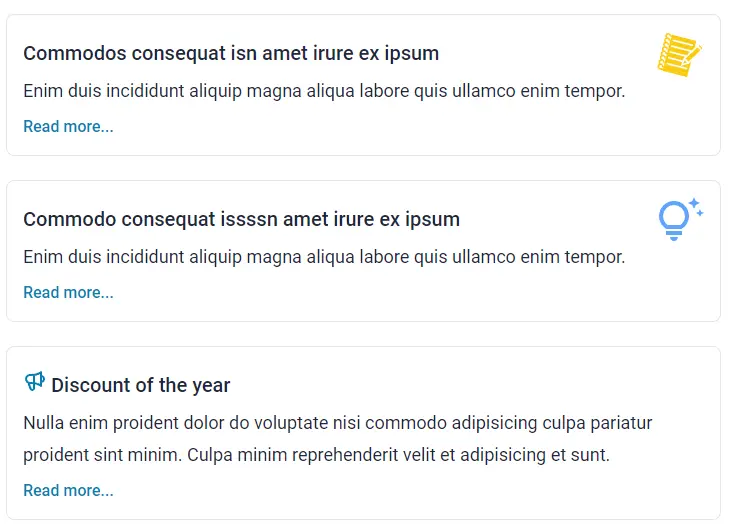 Commodos consequat isn amet irure ex ipsum
Enim duis incididunt aliquip magna aliqua labore quis ullamco enim tempor.
Read more...
Commodo consequat issssn amet irure ex ipsum
Enim duis incididunt aliquip magna aliqua labore quis ullamco enim tempor.
Read more...
Discount of the year
Nulla enim proident dolor do voluptate nisi commodo adipisicing culpa pariatur
proident sint minim. Culpa minim reprehenderit velit et adipisicing et sunt.
Read more...